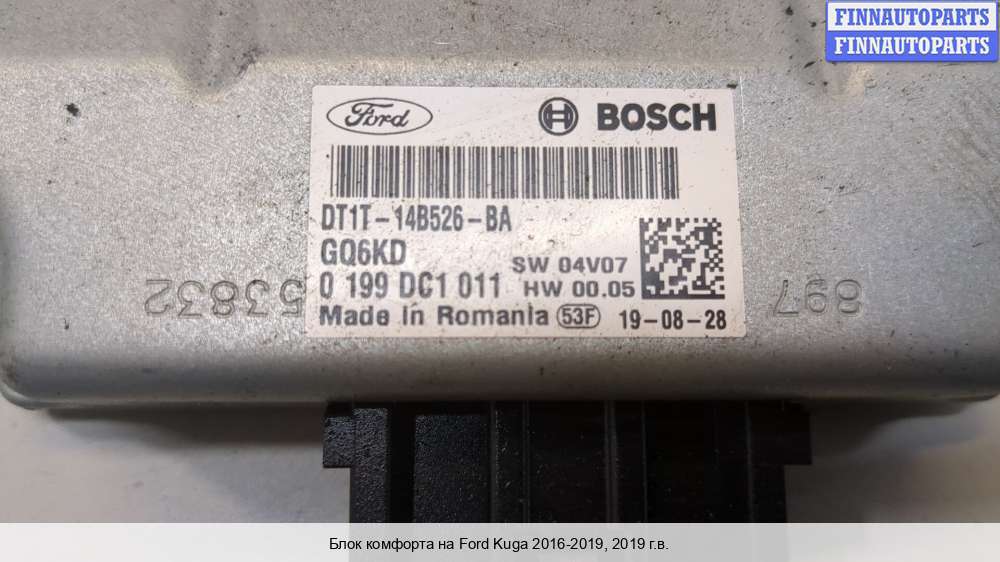 FINNAUTOPARTS
FINNAUTOPARTS
Ford BOSCH
DT1T-14B526-BA
GQ6KD
SW 04V07
0 199 DC1 011 HW 00.05
Made in Romania 53F 19-08-28
53832 897
Блок комфорта на Ford Kuga 2016-2019, 2019 г.в.